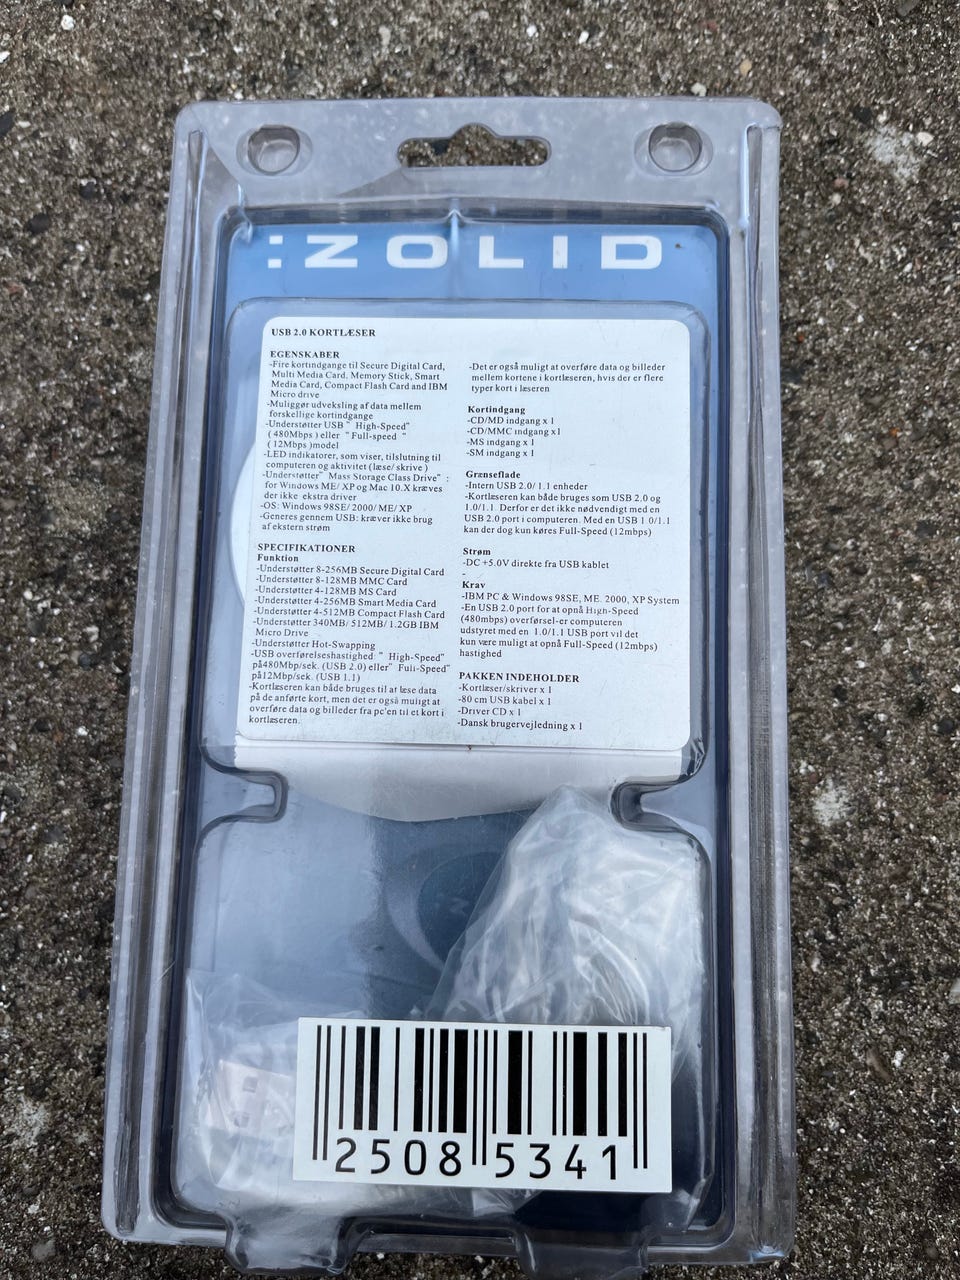 :ZOLID
USB 2.0 KORTLÆSER
EGENSKABER
-Fire kortindgange til Secure Digital Card,
Multi Media Card, Memory Stick, Smart
Media Card, Compact Flash Card and IBM
Micro drive
-Muliggør udveksling af data mellem
forskellige kortindgange
-Understøtter USB " High-Speed"
( 480Mbps ) eller " Full-speed "
( 12Mbps )model
-LED indikatorer, som viser, tilslutning til
computeren og aktivitet ( læse/ skrive )
-Understøtter" Mass Storage Class Drive" :
for Windows ME/ XP og Mac 10.X kræves
der ikke ekstra driver
-OS: Windows 98SE/ 2000/ ME/ XP
-Generes gennem USB: kræver ikke brug
af ekstern strøm
SPECIFIKATIONER
Funktion
-Understøtter 8-256MB Secure Digital Card
-Understøtter 8-128MB MMC Card
-Understøtter 4-128MB MS Card
-Understøtter 4-256MB Smart Media Card
-Understøtter 4-512MB Compact Flash Card
-Understøtter 340MB/ 512MB/ 1.2GB IBM
Micro Drive
-Understøtter Hot-Swapping
-USB overførelseshastighed: " High-Speed"
på480Mbp/sek. (USB 2.0) eller" Full-Speed"
på12Mbp/sek. (USB 1.1)
-Kortlæseren kan både bruges til at læse data
på de anførte kort, men det er også muligt at
overføre data og billeder fra pc'en til et kort i
kortlæseren.
-Det er også muligt at overføre data og billeder
mellem kortene i kortlæseren, hvis der er flere
typer kort i læseren
Kortindgang
-CD/MD indgang x 1
-CD/MMC indgang x1
-MS indgang x 1
-SM indgang x 1
Grænseflade
-Intern USB 2.0/ 1.1 enheder
-Kortlæseren kan både bruges som USB 2.0 og
1.0/1.1. Derfor er det ikke nødvendigt med en
USB 2.0 port i computeren. Med en USB 1.0/1.1
kan der dog kun køres Full-Speed (12mbps)
Strøm
-DC +5.0V direkte fra USB kablet
-
Krav
-IBM PC & Windows 98SE, ME. 2000, XP System
-En USB 2.0 port for at opnå High-Speed
(480mbps) overførsel-er computeren
udstyret med en 1.0/1.1 USB port vil det
kun være muligt at opnå Full-Speed (12mbps)
hastighed
PAKKEN INDEHOLDER
-Kortlæser/skriver x 1
-80 cm USB kabel x 1
-Driver CD x 1
-Dansk brugervejledning x 1
25085341